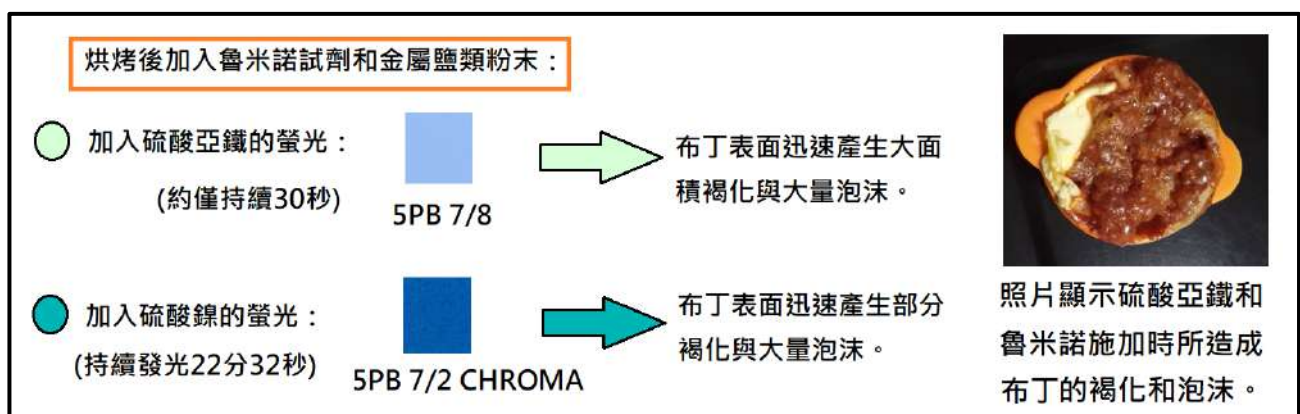 烘烤後加入魯米諾試劑和金屬鹽類粉末：
加入硫酸亞鐵的螢光：
(約僅持續30秒)
5PB 7/8
布丁表面迅速產生大面
積褐化與大量泡沫。
加入硫酸鎳的螢光：
(持續發光22分32秒)
5PB 7/2 CHROMA
布丁表面迅速產生部分
褐化與大量泡沫。
照片顯示硫酸亞鐵和
魯米諾施加時所造成
布丁的褐化和泡沫。